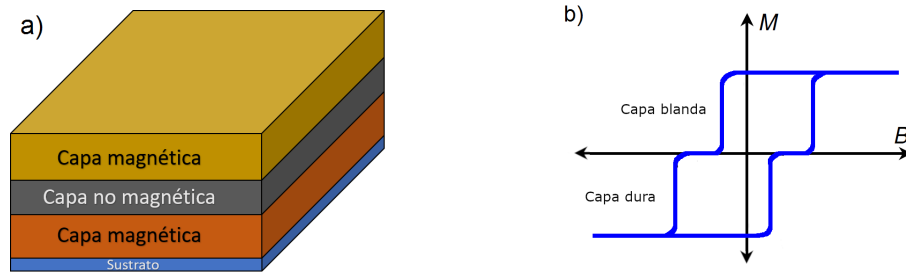 a)
Capa magnética
Capa no magnética
Capa magnética
Sustrato
b)
M
Capa blanda
B
Capa dura